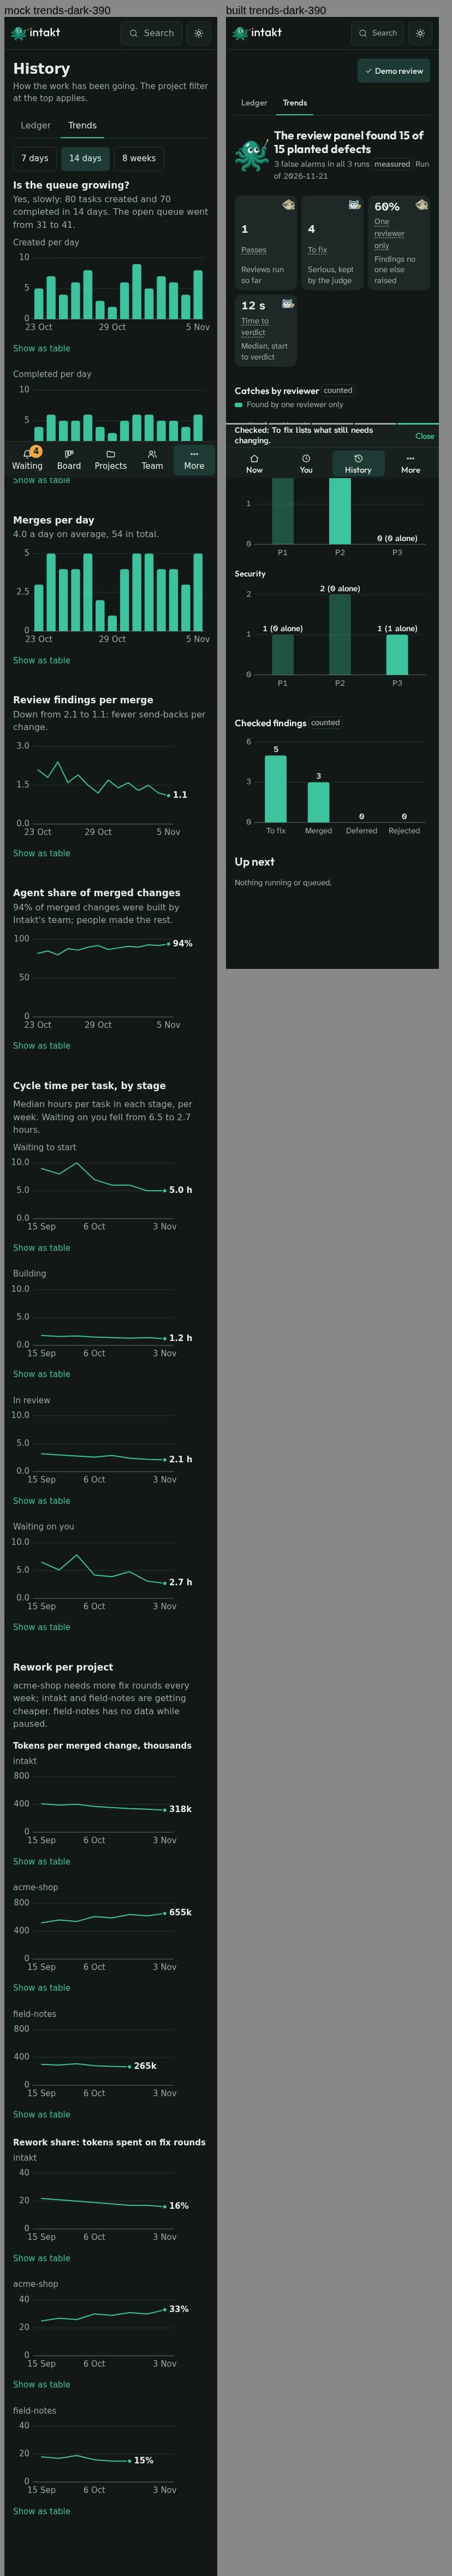 mock trends-dark-390
intakt
Search
History
How the work has been going. The project filter
at the top applies.
Ledger
Trends
7 days
14 days
8 weeks
Is the queue growing?
Yes, slowly: 80 tasks created and 70
completed in 14 days. The open queue went
from 31 to 41.
Created per day
10
5
0
23 Oct
29 Oct
5 Nov
Show as table
Completed per day
10
5
4
Waiting
Board
Projects
Team
More
Show as table
Merges per day
4.0 a day on average, 54 in total.
5
2.5
0
23 Oct
29 Oct
5 Nov
Show as table
Review findings per merge
Down from 2.1 to 1.1: fewer send-backs per
change.
3.0
1.5
0.0
1.1
23 Oct
29 Oct
5 Nov
Show as table
Agent share of merged changes
94% of merged changes were built by
Intakt's team; people made the rest.
100
50
0
94%
23 Oct
29 Oct
5 Nov
Show as table
Cycle time per task, by stage
Median hours per task in each stage, per
week. Waiting on you fell from 6.5 to 2.7
hours.
Waiting to start
10.0
5.0
0.0
5.0 h
15 Sep
6 Oct
3 Nov
Show as table
Building
10.0
5.0
0.0
1.2 h
15 Sep
6 Oct
3 Nov
Show as table
In review
10.0
5.0
0.0
2.1 h
15 Sep
6 Oct
3 Nov
Show as table
Waiting on you
10.0
5.0
0.0
2.7 h
15 Sep
6 Oct
3 Nov
Show as table
Rework per project
acme-shop needs more fix rounds every
week; intakt and field-notes are getting
cheaper. field-notes has no data while
paused.
Tokens per merged change, thousands
intakt
800
400
0
318k
15 Sep
6 Oct
3 Nov
Show as table
acme-shop
800
400
0
655k
15 Sep
6 Oct
3 Nov
Show as table
field-notes
800
400
0
265k
15 Sep
6 Oct
3 Nov
Show as table
Rework share: tokens spent on fix rounds
intakt
40
20
0
16%
15 Sep
6 Oct
3 Nov
Show as table
acme-shop
40
20
0
33%
15 Sep
6 Oct
3 Nov
Show as table
field-notes
40
20
0
15%
15 Sep
6 Oct
3 Nov
Show as table
built trends-dark-390
intakt
Search
Demo review
Ledger
Trends
The review panel found 15 of
15 planted defects
3 false alarms in all 3 runs measured Run
of 2026-11-21
1
Passes
Reviews run
so far
4
To fix
Serious, kept
by the judge
60%
One
reviewer
only
Findings no
one else
raised
12 s
Time to
verdict
Median, start
to verdict
Catches by reviewer counted
Found by one reviewer only
Checked: To fix lists what still needs
changing.
Close
Now
You
History
More
1
0
0 (0 alone)
P1
P2
P3
Security
2
1
0
1 (0 alone)
2 (0 alone)
1 (1 alone)
P1
P2
P3
Checked findings counted
6
3
0
5
3
0
0
To fix
Merged
Deferred
Rejected
Up next
Nothing running or queued.